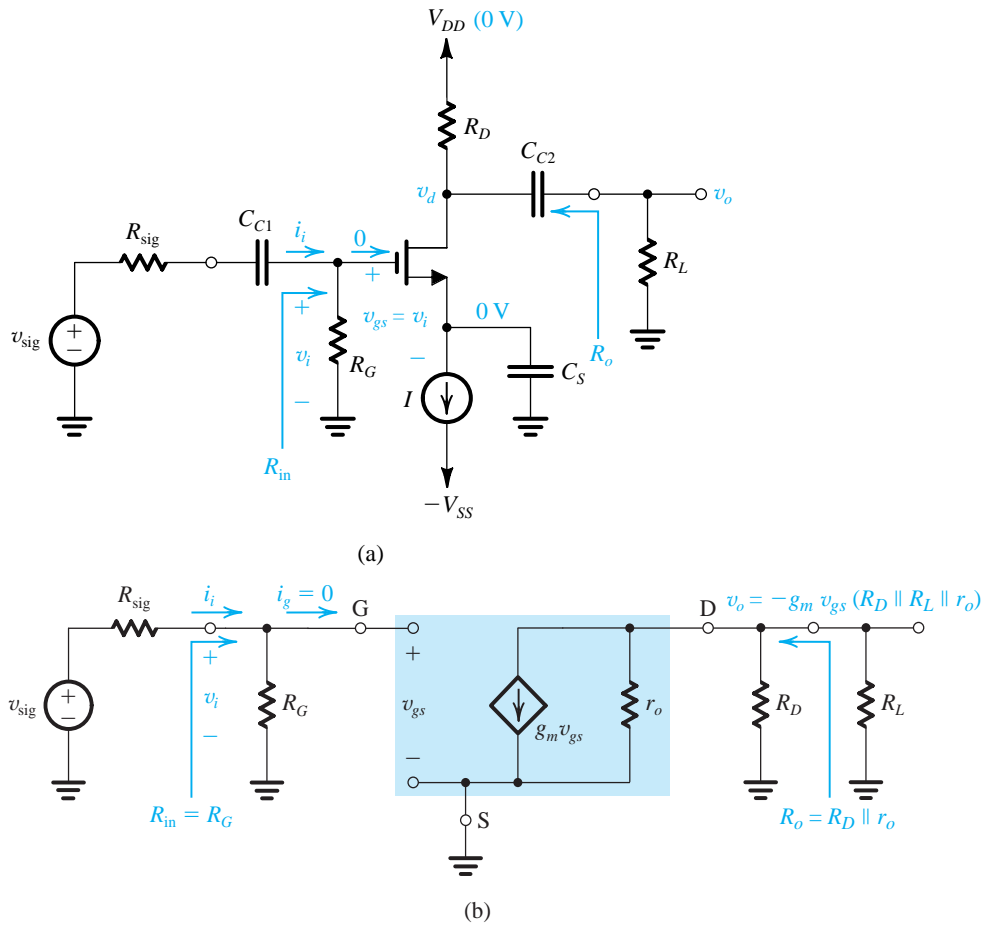 V_DD (0 V)
R_D
C_C2
v_d
v_o
C_C1
R_sig
i_i
0
+
+
R_L
v_sig
+
−
v_gs = v_i
0 V
v_i
−
R_G
−
I
C_S
R_o
R_in
−V_SS
(a)
R_sig
i_i
i_g = 0
G
D
v_o = −g_m v_gs (R_D ∥ R_L ∥ r_o)
+
+
v_sig
+
−
v_i
−
R_G
v_gs
−
g_m v_gs
r_o
R_D
R_L
R_in = R_G
S
R_o = R_D ∥ r_o
(b)